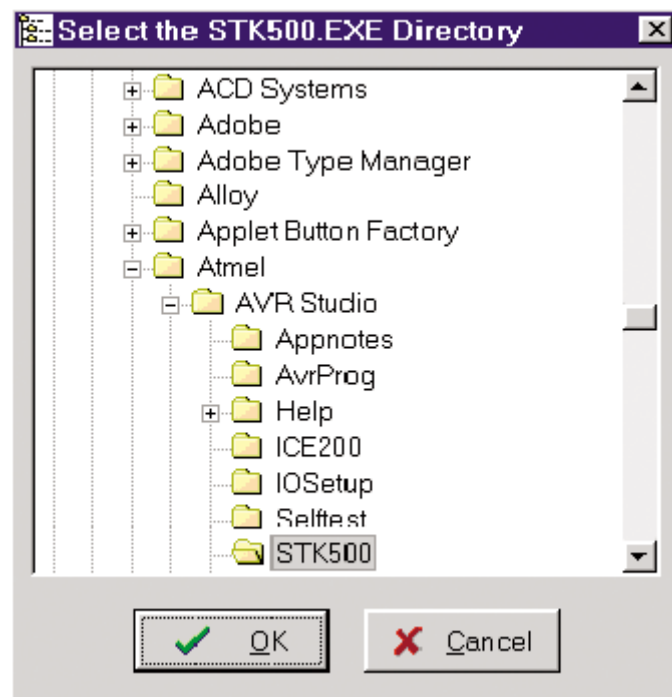 Select the STK500.EXE Directory
ACD Systems
Adobe
Adobe Type Manager
Alloy
Applet Button Factory
Atmel
AVR Studio
Appnotes
AvrProg
Help
ICE200
IOSetup
Selftest
STK500
OK
Cancel